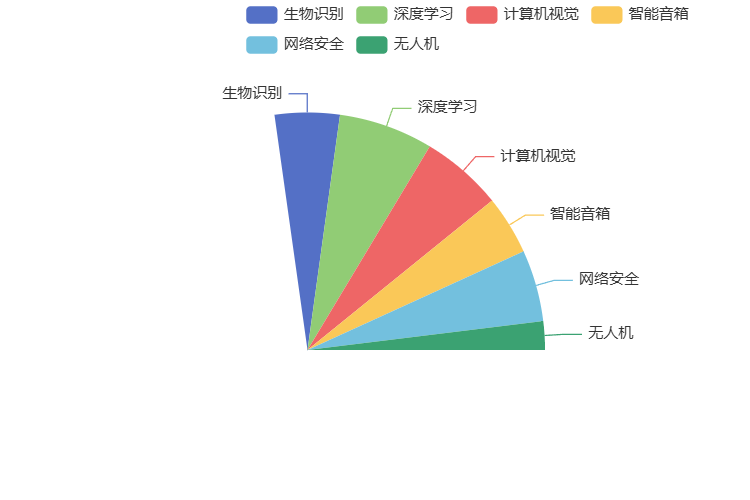 生物识别 深度学习 计算机视觉 智能音箱
网络安全 无人机
生物识别
深度学习
计算机视觉
智能音箱
网络安全
无人机